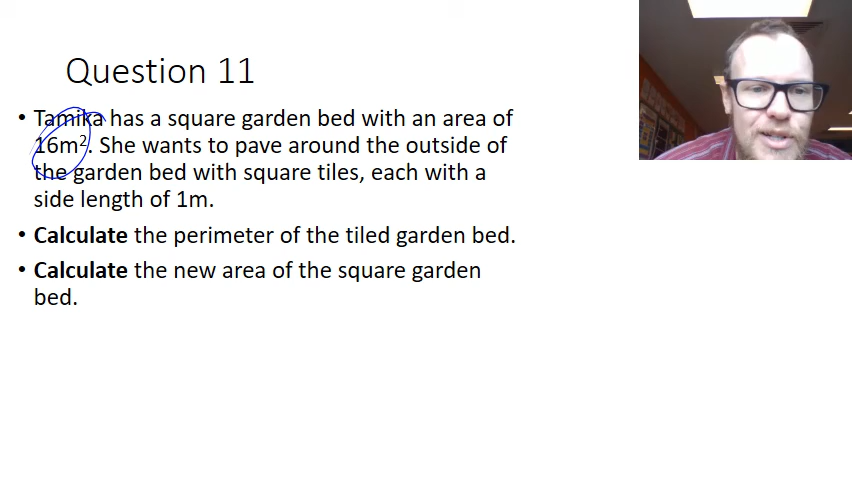 Question 11
• Tamika has a square garden bed with an area of
16m². She wants to pave around the outside of
the garden bed with square tiles, each with a
side length of 1m.
• Calculate the perimeter of the tiled garden bed.
• Calculate the new area of the square garden
bed.